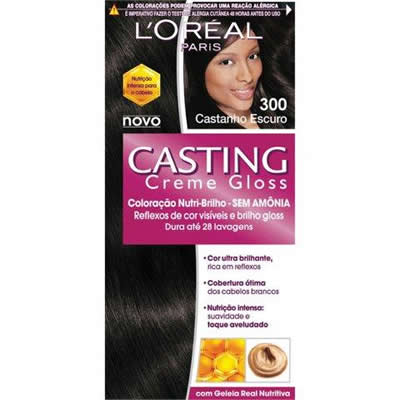 AS COLORAÇÕES PODEM PROVOCAR UMA REAÇÃO ALÉRGICA
É IMPERATIVO FAZER O TESTE DE ALERGIA CUTÂNEA 48 HORAS ANTES DO USO
L'ORÉAL
PARIS
Nutrição
intensa para
o cabelo
novo
300
Castanho Escuro
CASTING
Creme Gloss
Coloração Nutri-Brilho - SEM AMÔNIA
Reflexos de cor visíveis e brilho gloss
Dura até 28 lavagens
• Cor ultra brilhante,
rica em reflexos
• Cobertura ótima
dos cabelos brancos
• Nutrição intensa:
suavidade e
toque aveludado
com Geleia Real Nutritiva